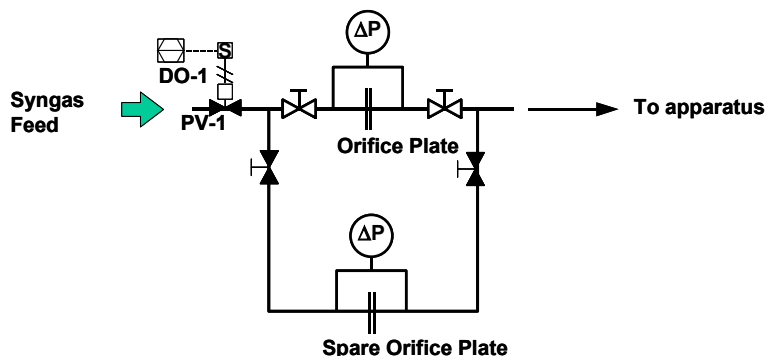 ΔP
S
DO-1
Syngas
Feed
PV-1
To apparatus
Orifice Plate
ΔP
Spare Orifice Plate